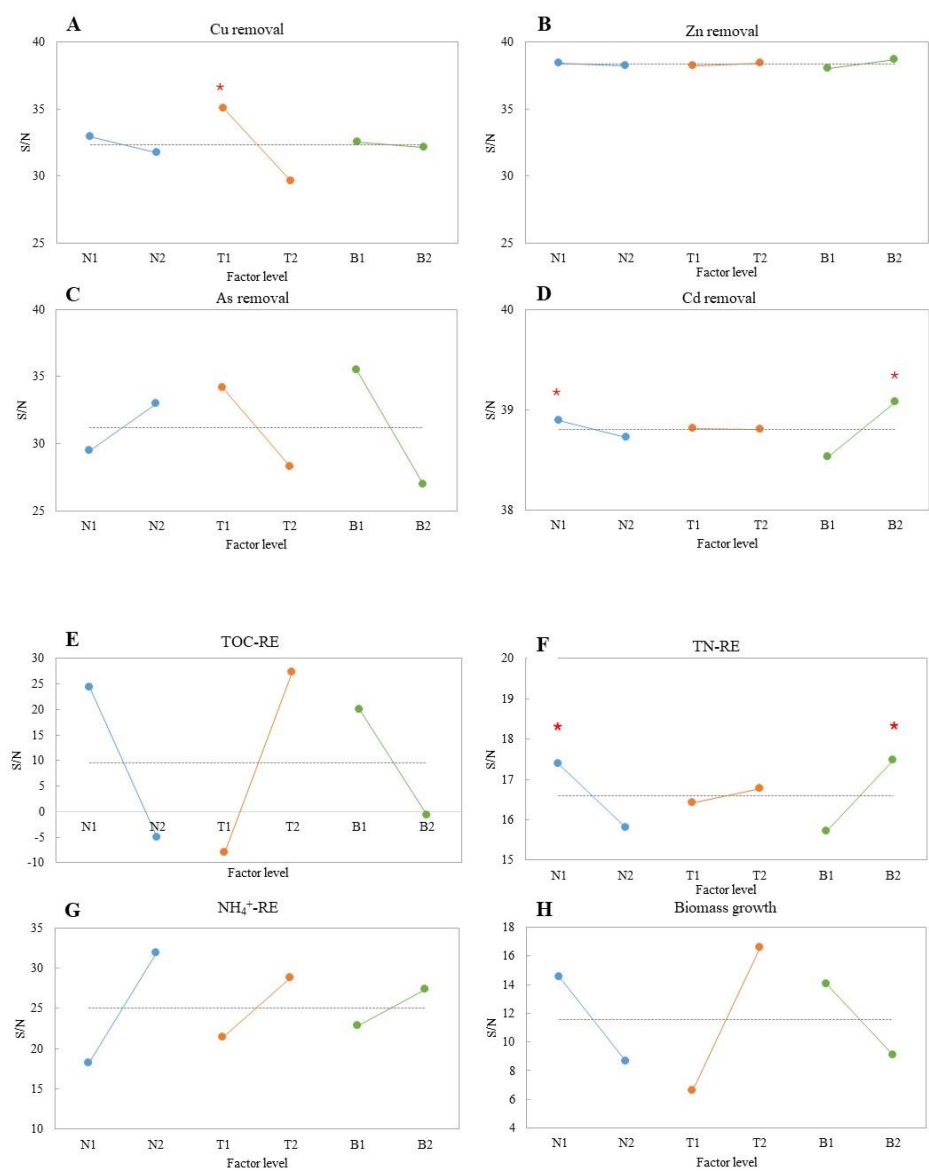 A
Cu removal
40
35
30
25
S/N
*
N1 N2 T1 T2 B1 B2
Factor level
B
Zn removal
40
35
30
25
S/N
N1 N2 T1 T2 B1 B2
Factor level
C
As removal
40
35
30
25
S/N
N1 N2 T1 T2 B1 B2
Factor level
D
Cd removal
40
39
38
S/N
* *
N1 N2 T1 T2 B1 B2
Factor level
E
TOC-RE
30
25
20
15
10
5
0
-5
-10
S/N
N1 N2 T1 T2 B1 B2
Factor level
F
TN-RE
20
19
18
17
16
15
S/N
* *
N1 N2 T1 T2 B1 B2
Factor level
G
NH₄⁺-RE
35
30
25
20
15
10
S/N
N1 N2 T1 T2 B1 B2
Factor level
H
Biomass growth
18
16
14
12
10
8
6
4
S/N
N1 N2 T1 T2 B1 B2
Factor level